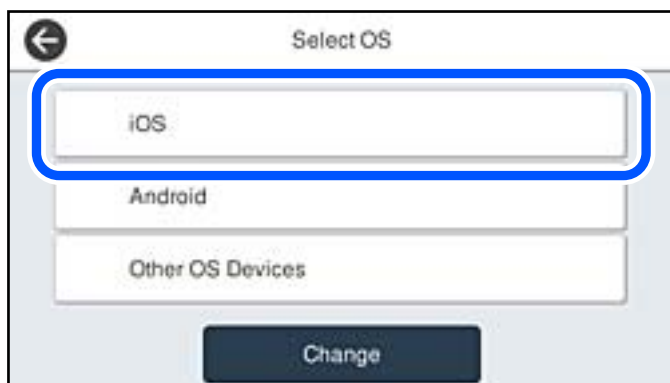 Select OS
iOS
Android
Other OS Devices
Change